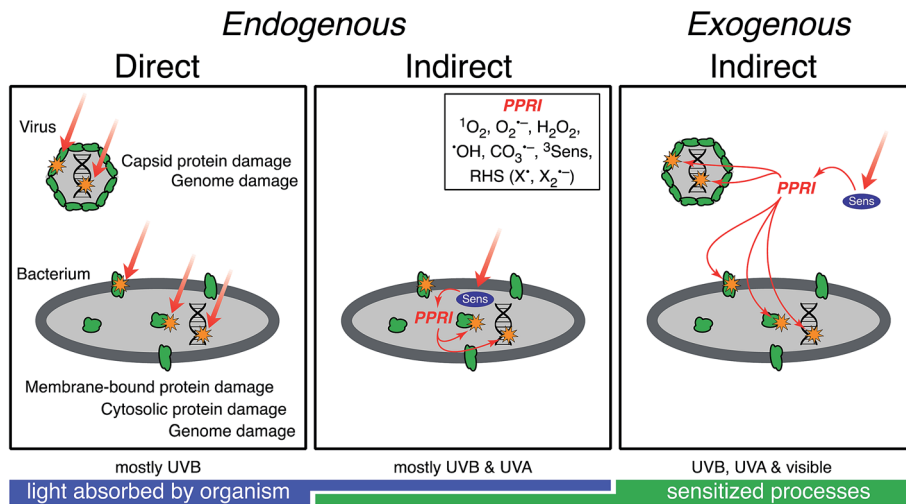 Endogenous
Exogenous
Direct
Indirect
Indirect
Virus
Capsid protein damage
Genome damage
Bacterium
Membrane-bound protein damage
Cytosolic protein damage
Genome damage
PPRI
¹O₂, O₂•–, H₂O₂,
•OH, CO₃•–, ³Sens,
RHS (X•, X₂•–)
Sens
PPRI
PPRI
Sens
mostly UVB
mostly UVB & UVA
UVB, UVA & visible
light absorbed by organism
sensitized processes